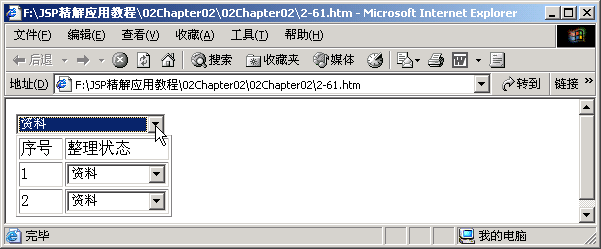 F:\JSP精解应用教程\02Chapter02\02Chapter02\2-61.htm - Microsoft Internet Explorer
文件(F) 编辑(E) 查看(V) 收藏(A) 工具(T) 帮助(H)
后退 搜索 收藏夹 媒体
地址(D) F:\JSP精解应用教程\02Chapter02\02Chapter02\2-61.htm 转到 链接 »
资料
序号 整理状态
1 资料
2 资料
完毕 我的电脑